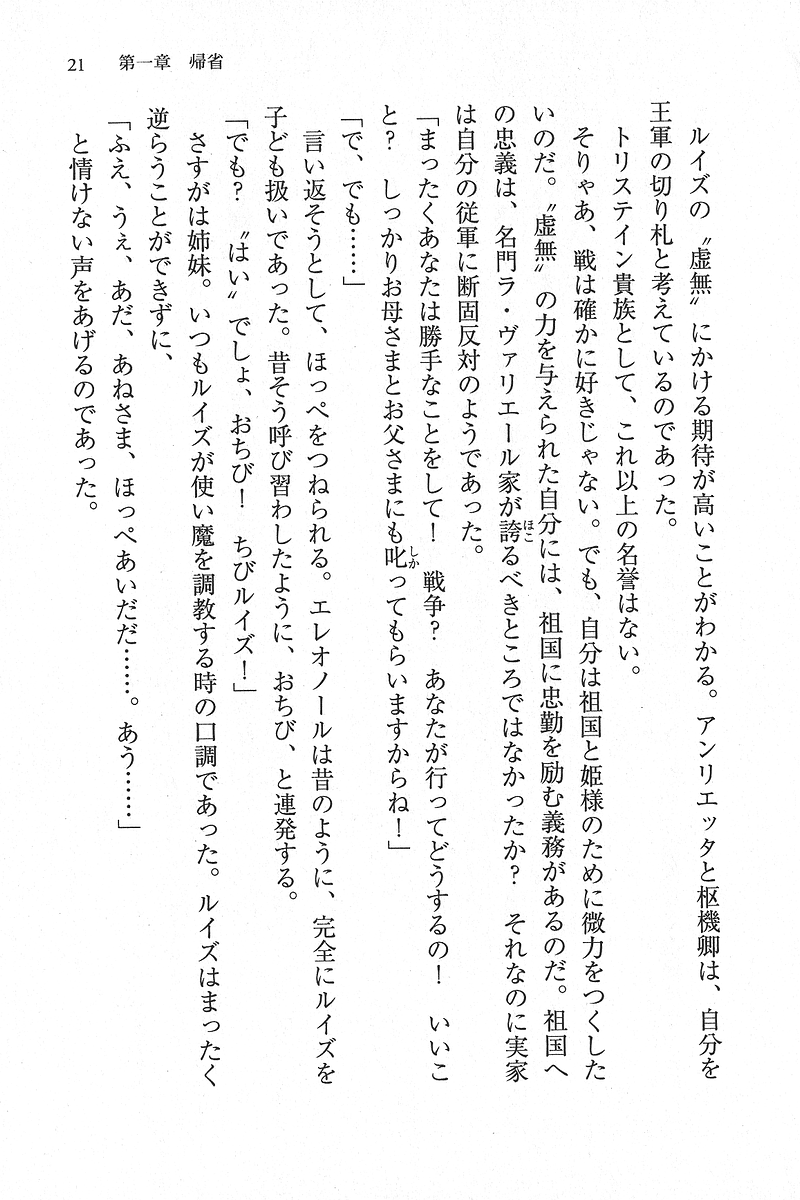 21　第一章　帰省
　ルイズの〝虚無〟にかける期待が高いことがわかる。アンリエッタと枢機卿は、自分を
王軍の切り札と考えているのであった。
　トリステイン貴族として、これ以上の名誉はない。
　そりゃあ、戦は確かに好きじゃない。でも、自分は祖国と姫様のために微力をつくした
いのだ。〝虚無〟の力を与えられた自分には、祖国に忠勤を励む義務があるのだ。祖国へ
の忠義は、名門ラ・ヴァリエール家が誇るべきところではなかったか？　それなのに実家
は自分の従軍に断固反対のようであった。
「まったくあなたは勝手なことをして！　戦争？　あなたが行ってどうするの！　いいこ
と？　しっかりお母さまとお父さまにも叱ってもらいますからね！」
「で、でも……」
　言い返そうとして、ほっぺをつねられる。エレオノールは昔のように、完全にルイズを
子ども扱いであった。昔そう呼び習わしたように、おちび、と連発する。
「でも？　〝はい〟でしょ、おちび！　ちびルイズ！」
　さすがは姉妹。いつもルイズが使い魔を調教する時の口調であった。ルイズはまったく
逆らうことができずに、
「ふえ、うぇ、あだ、あねさま、ほっぺあいだだ……。あう……」
　と情けない声をあげるのであった。